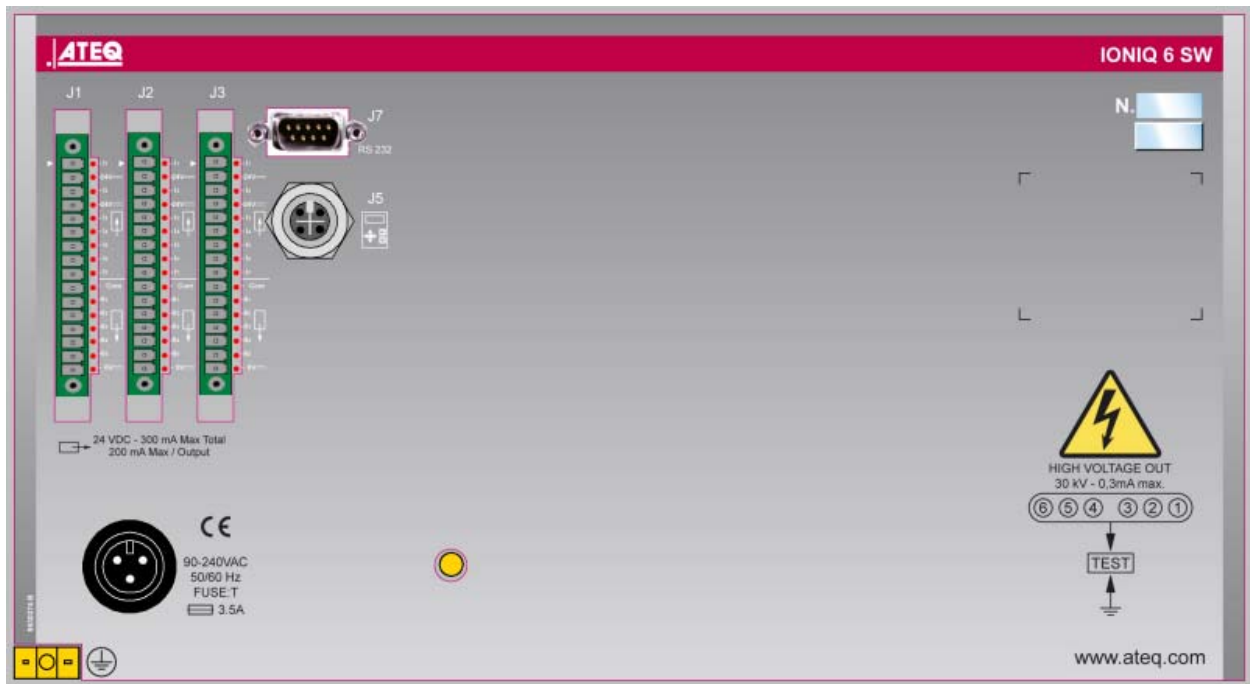 ATEQ
IONIQ 6 SW
J1
J2
J3
J7
RS 232
J5
N.
24 VDC - 300 mA Max Total
200 mA Max / Output
HIGH VOLTAGE OUT
30 kV - 0,3mA max.
6 5 4 3 2 1
TEST
CE
90-240VAC
50/60 Hz
FUSE:T
3.5A
www.ateq.com